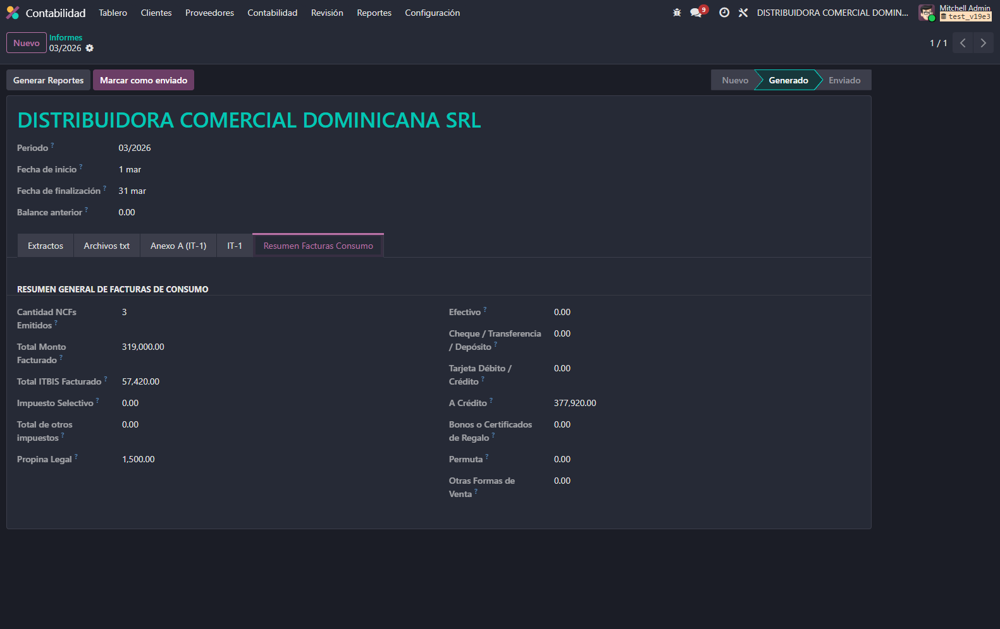 Contabilidad
Tablero
Clientes
Proveedores
Contabilidad
Revisión
Reportes
Configuración
9
DISTRIBUIDORA COMERCIAL DOMIN...
Mitchell Admin
test_v19e3
Nuevo
Informes
03/2026
1 / 1
Generar Reportes
Marcar como enviado
Nuevo
Generado
Enviado
DISTRIBUIDORA COMERCIAL DOMINICANA SRL
Periodo ? 03/2026
Fecha de inicio ? 1 mar
Fecha de finalización ? 31 mar
Balance anterior ? 0.00
Extractos
Archivos txt
Anexo A (IT-1)
IT-1
Resumen Facturas Consumo
RESUMEN GENERAL DE FACTURAS DE CONSUMO
Cantidad NCFs
Emitidos ?
3
Total Monto
Facturado ?
319,000.00
Total ITBIS Facturado ? 57,420.00
Impuesto Selectivo ? 0.00
Total de otros
impuestos ?
0.00
Propina Legal ? 1,500.00
Efectivo ? 0.00
Cheque / Transferencia
/ Depósito ?
0.00
Tarjeta Débito /
Crédito ?
0.00
A Crédito ? 377,920.00
Bonos o Certificados
de Regalo ?
0.00
Permuta ? 0.00
Otras Formas de
Venta ?
0.00